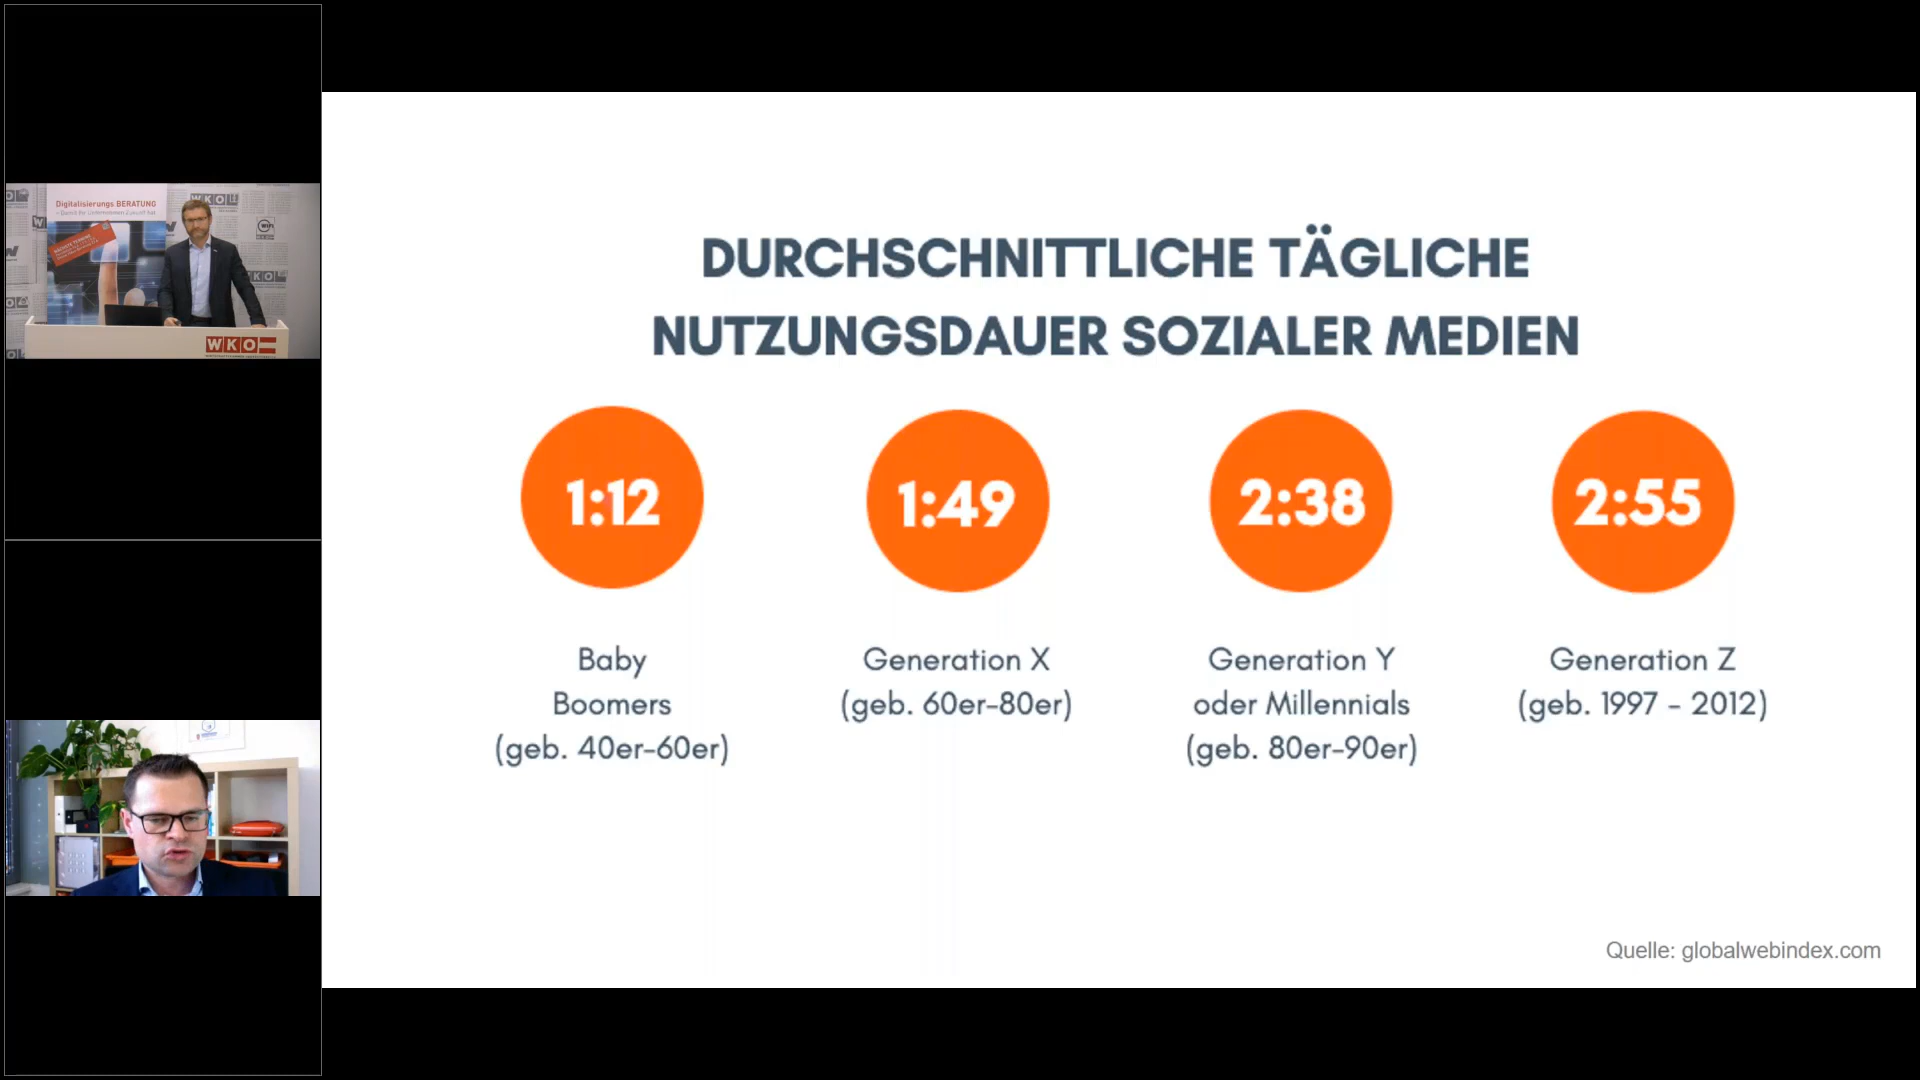 Digitalisierungs BERATUNG
WKO
WKO
WIFI
WKO
DURCHSCHNITTLICHE TÄGLICHE
NUTZUNGSDAUER SOZIALER MEDIEN
1:12
1:49
2:38
2:55
Baby
Boomers
(geb. 40er-60er)
Generation X
(geb. 60er-80er)
Generation Y
oder Millennials
(geb. 80er-90er)
Generation Z
(geb. 1997 - 2012)
Quelle: globalwebindex.com